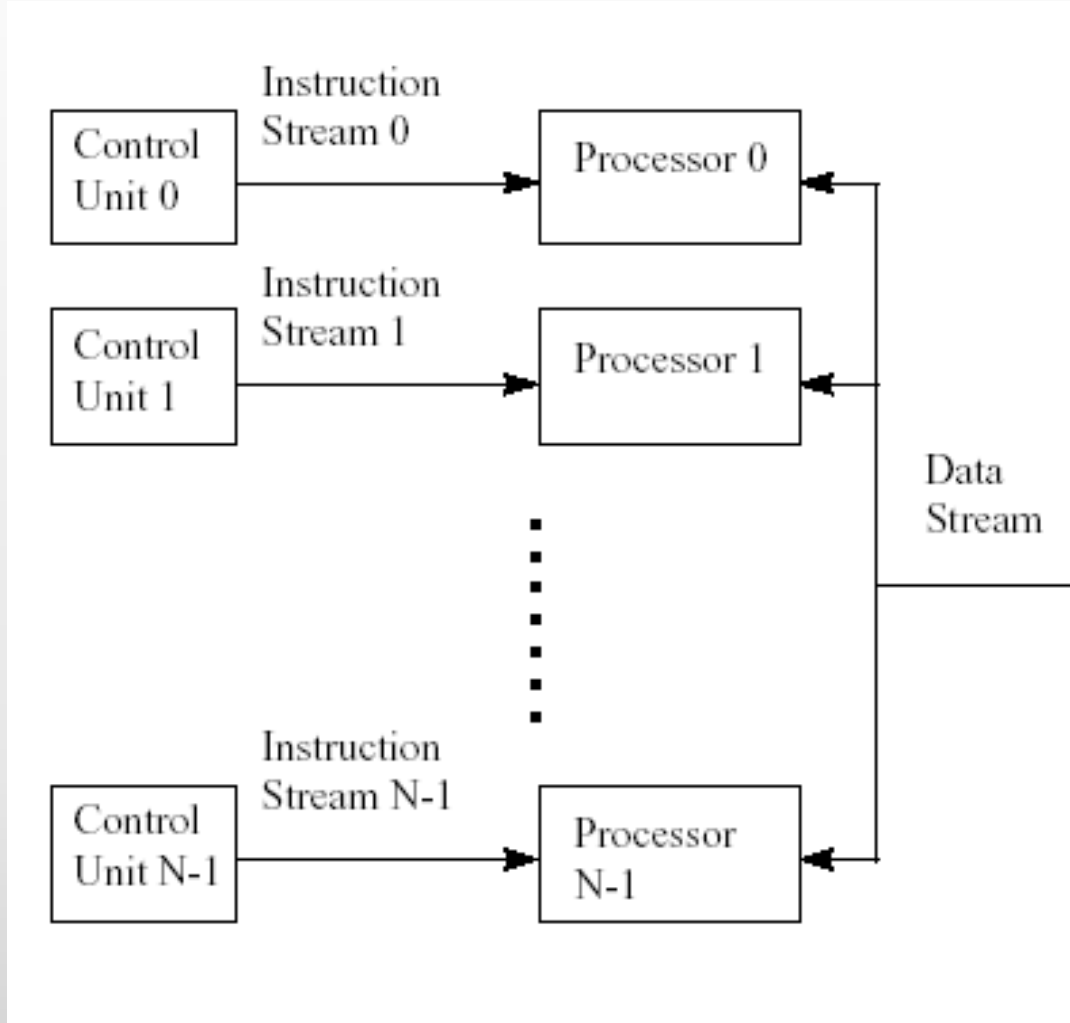 Instruction
Stream 0
Control
Unit 0
Processor 0
Instruction
Stream 1
Control
Unit 1
Processor 1
Data
Stream
Instruction
Stream N-1
Control
Unit N-1
Processor
N-1